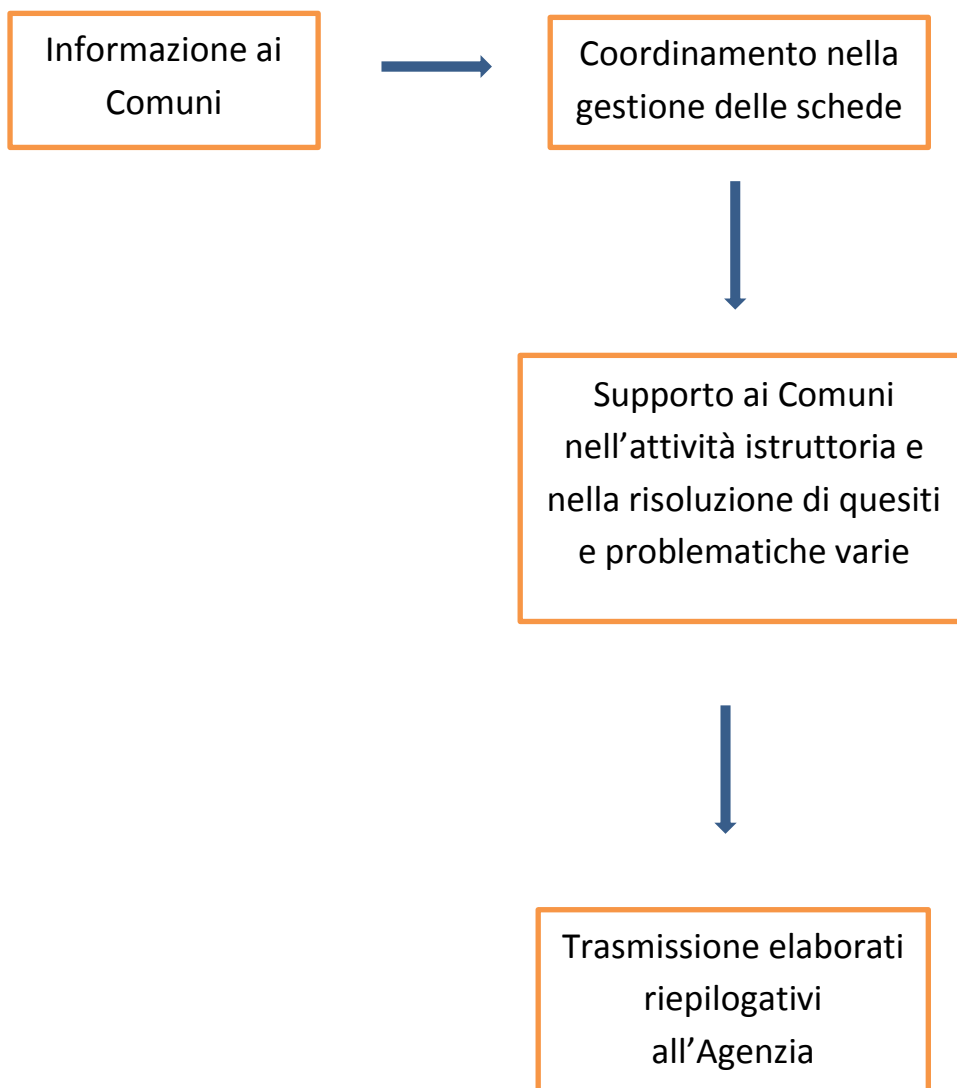 Informazione ai
Comuni
Coordinamento nella
gestione delle schede
Supporto ai Comuni
nell’attività istruttoria e
nella risoluzione di quesiti
e problematiche varie
Trasmissione elaborati
riepilogativi
all’Agenzia